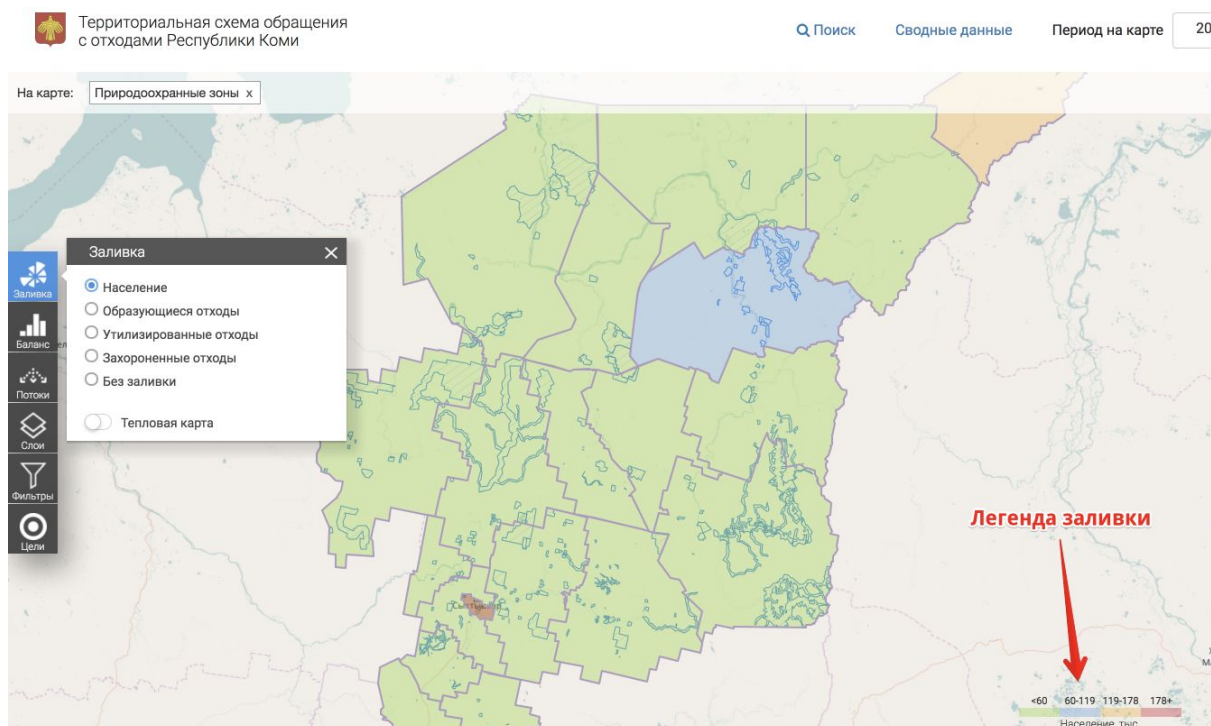 Территориальная схема обращения
с отходами Республики Коми
Поиск
Сводные данные
Период на карте
20
На карте:
Природоохранные зоны x
Заливка
Население
Образующиеся отходы
Утилизированные отходы
Захороненные отходы
Без заливки
Тепловая карта
Заливка
Баланс
Потоки
Слои
Фильтры
Цели
Легенда заливки
<60 60-119 119-178 178+
Население, тыс.